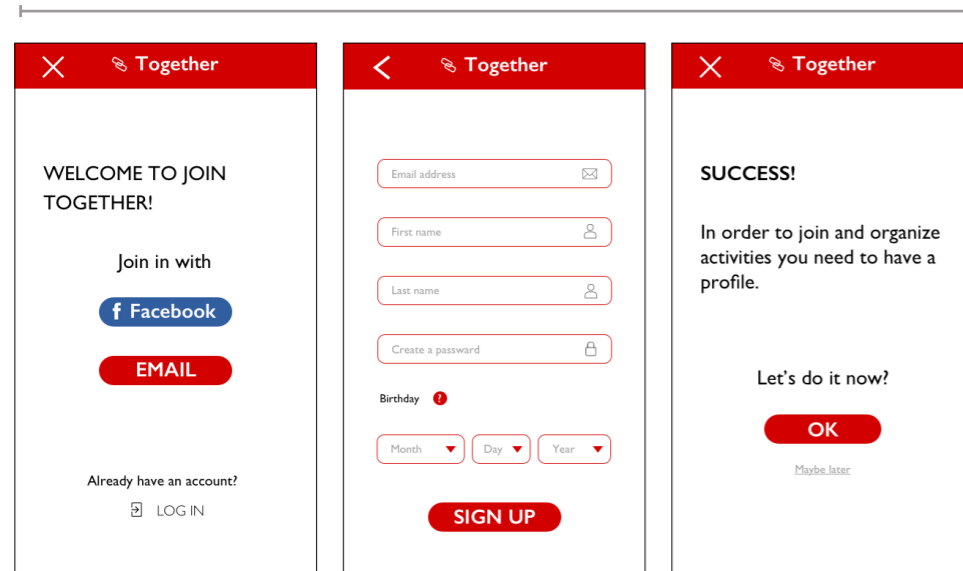 Together
WELCOME TO JOIN
TOGETHER!
Join in with
f Facebook
EMAIL
Already have an account?
LOG IN
Together
Email address
First name
Last name
Create a password
Birthday ?
Month Day Year
SIGN UP
Together
SUCCESS!
In order to join and organize
activities you need to have a
profile.
Let's do it now?
OK
Maybe later